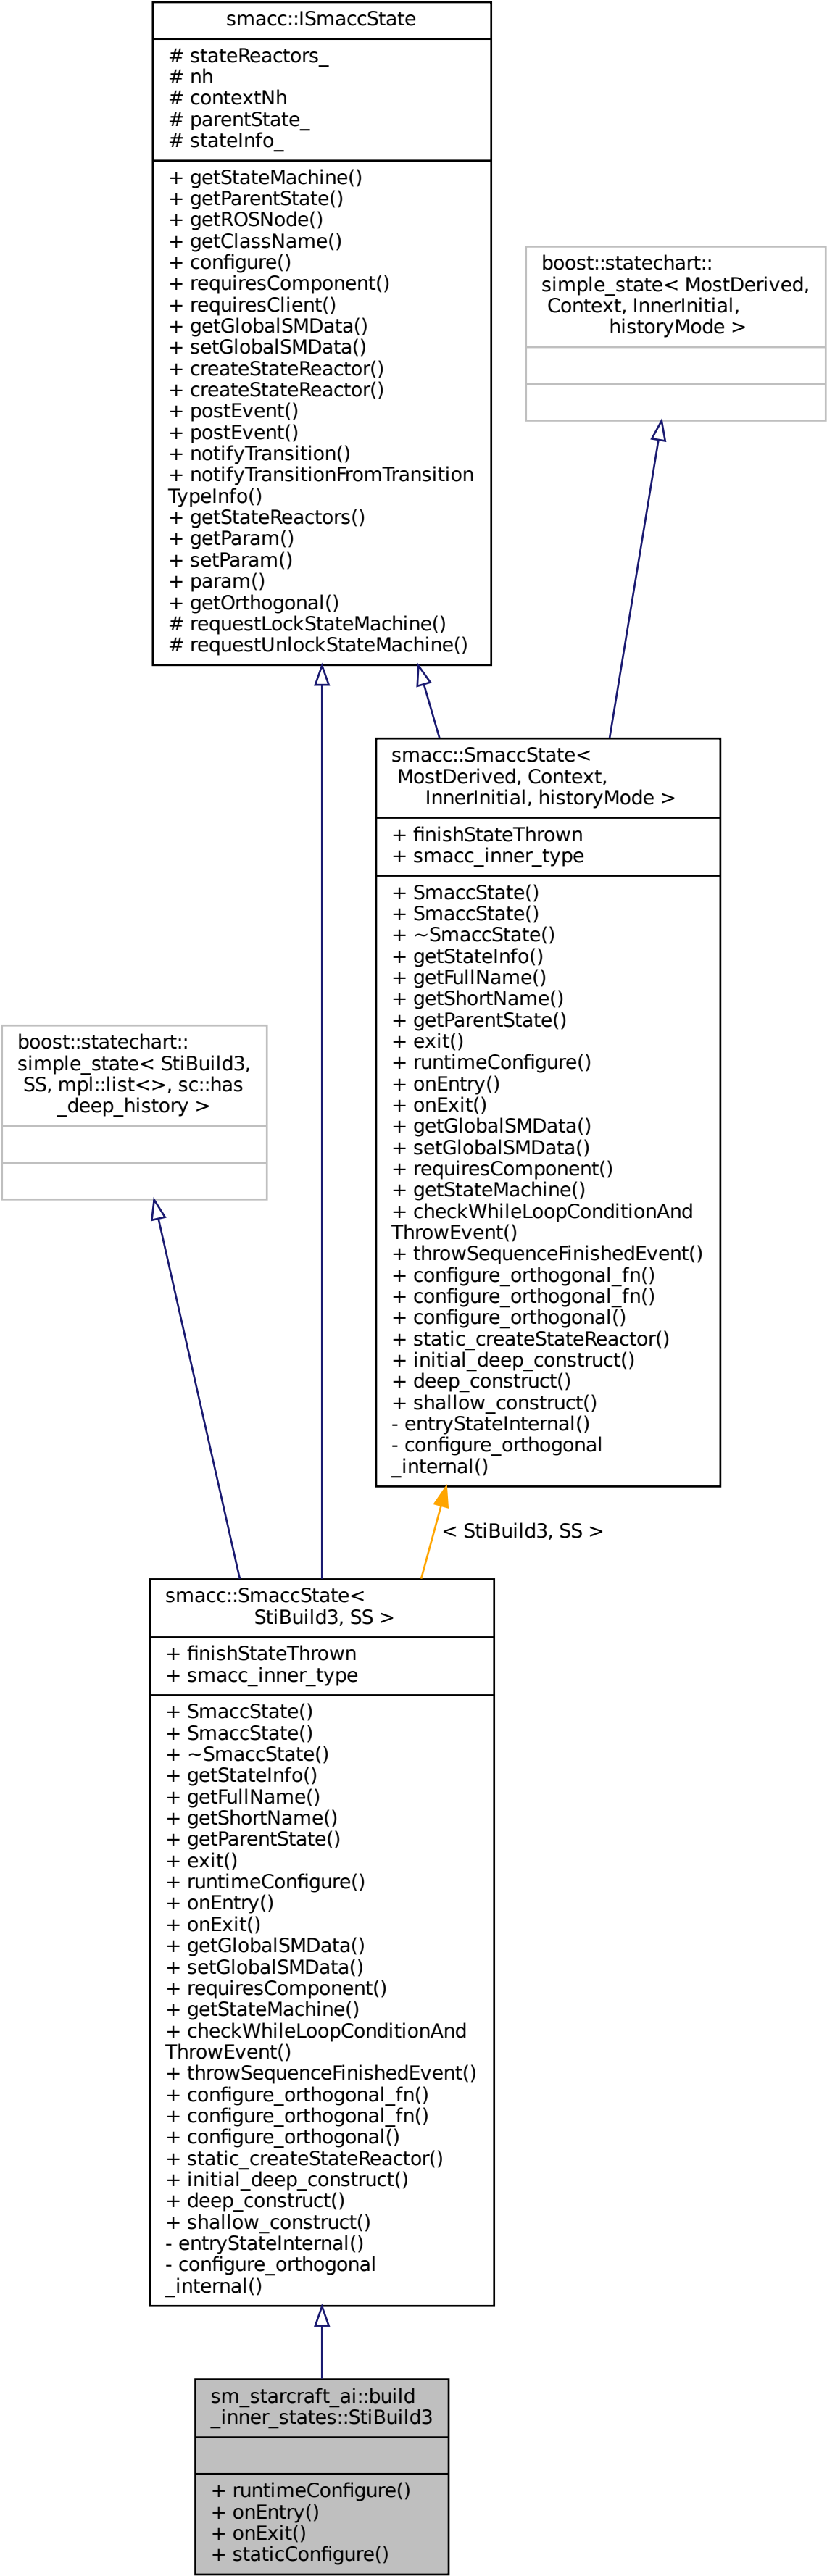 smacc::ISmaccState
# stateReactors_
# nh
# contextNh
# parentState_
# stateInfo_
+ getStateMachine()
+ getParentState()
+ getROSNode()
+ getClassName()
+ configure()
+ requiresComponent()
+ requiresClient()
+ getGlobalSMData()
+ setGlobalSMData()
+ createStateReactor()
+ createStateReactor()
+ postEvent()
+ postEvent()
+ notifyTransition()
+ notifyTransitionFromTransition
TypeInfo()
+ getStateReactors()
+ getParam()
+ setParam()
+ param()
+ getOrthogonal()
# requestLockStateMachine()
# requestUnlockStateMachine()
boost::statechart::
simple_state< MostDerived,
Context, InnerInitial,
historyMode >
smacc::SmaccState<
MostDerived, Context,
InnerInitial, historyMode >
+ finishStateThrown
+ smacc_inner_type
+ SmaccState()
+ SmaccState()
+ ~SmaccState()
+ getStateInfo()
+ getFullName()
+ getShortName()
+ getParentState()
+ exit()
+ runtimeConfigure()
+ onEntry()
+ onExit()
+ getGlobalSMData()
+ setGlobalSMData()
+ requiresComponent()
+ getStateMachine()
+ checkWhileLoopConditionAnd
ThrowEvent()
+ throwSequenceFinishedEvent()
+ configure_orthogonal_fn()
+ configure_orthogonal_fn()
+ configure_orthogonal()
+ static_createStateReactor()
+ initial_deep_construct()
+ deep_construct()
+ shallow_construct()
- entryStateInternal()
- configure_orthogonal
_internal()
boost::statechart::
simple_state< StiBuild3,
SS, mpl::list<>, sc::has
_deep_history >
< StiBuild3, SS >
smacc::SmaccState<
StiBuild3, SS >
+ finishStateThrown
+ smacc_inner_type
+ SmaccState()
+ SmaccState()
+ ~SmaccState()
+ getStateInfo()
+ getFullName()
+ getShortName()
+ getParentState()
+ exit()
+ runtimeConfigure()
+ onEntry()
+ onExit()
+ getGlobalSMData()
+ setGlobalSMData()
+ requiresComponent()
+ getStateMachine()
+ checkWhileLoopConditionAnd
ThrowEvent()
+ throwSequenceFinishedEvent()
+ configure_orthogonal_fn()
+ configure_orthogonal_fn()
+ configure_orthogonal()
+ static_createStateReactor()
+ initial_deep_construct()
+ deep_construct()
+ shallow_construct()
- entryStateInternal()
- configure_orthogonal
_internal()
sm_starcraft_ai::build
_inner_states::StiBuild3
+ runtimeConfigure()
+ onEntry()
+ onExit()
+ staticConfigure()